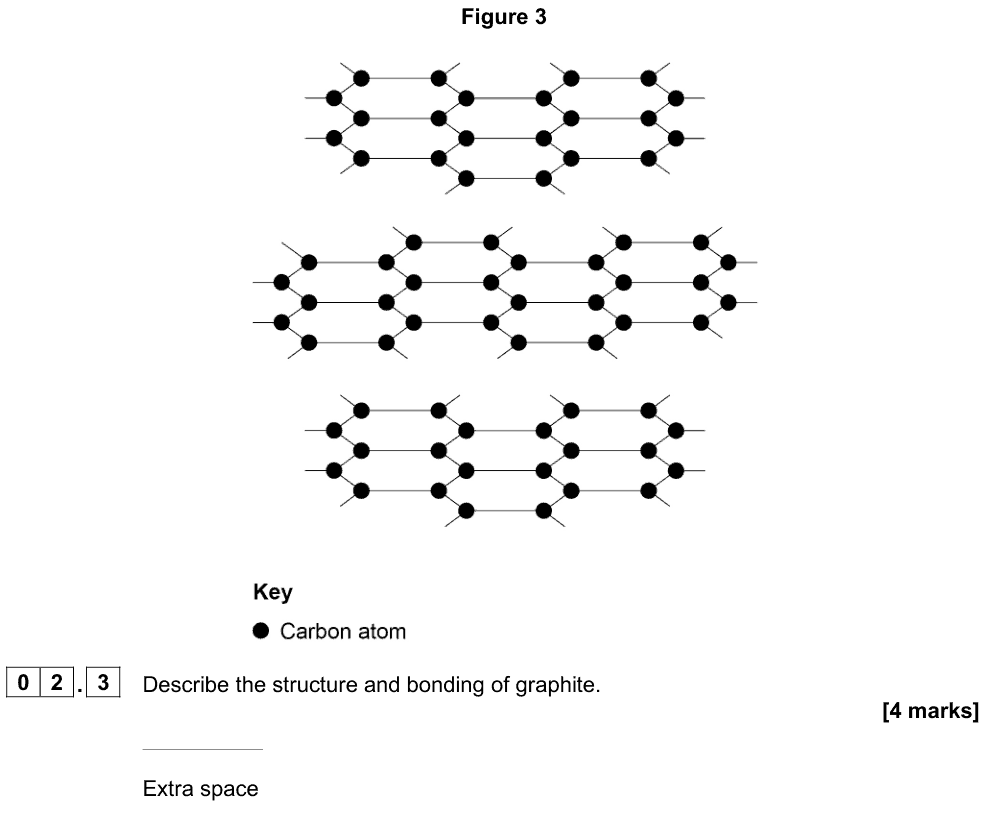 Figure 3
Key
Carbon atom
0 2 . 3 Describe the structure and bonding of graphite.
[4 marks]
Extra space